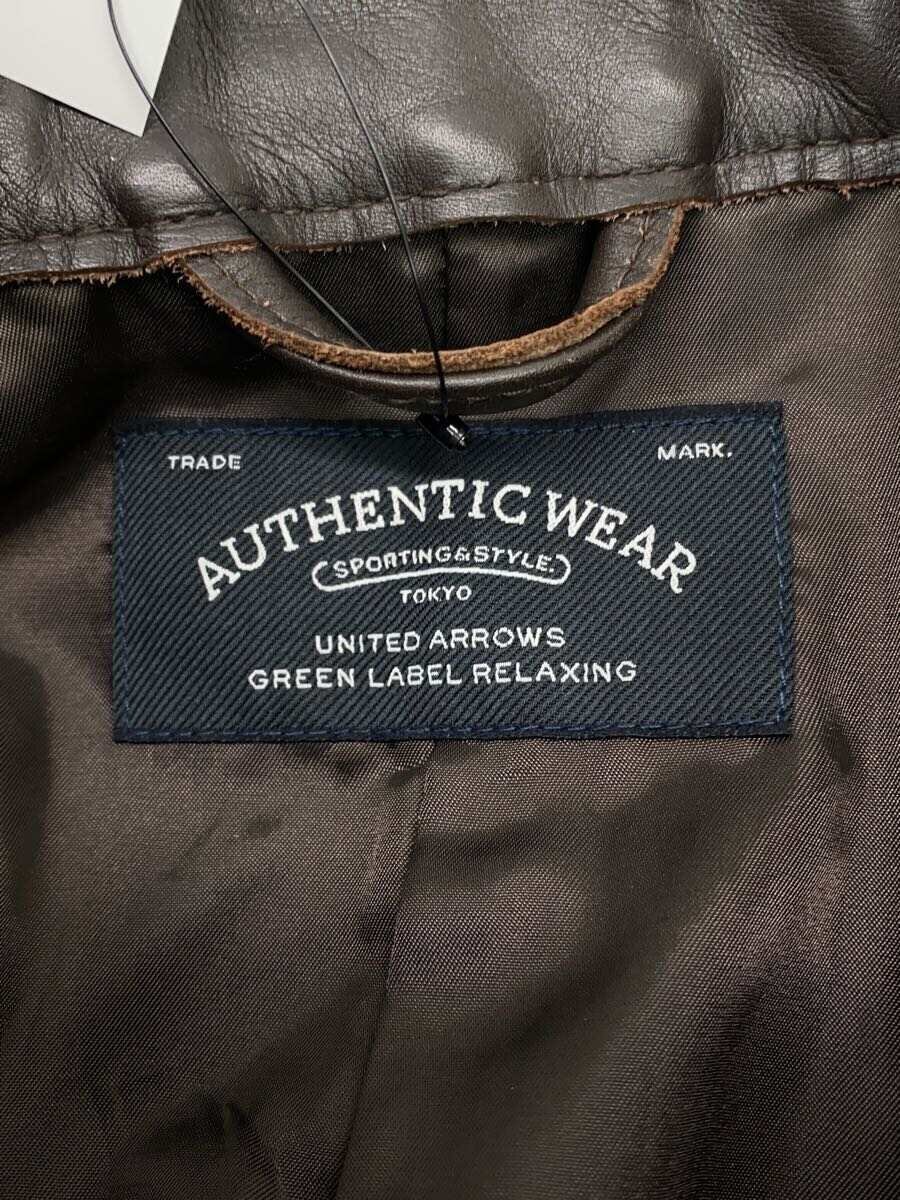 TRADE MARK.
AUTHENTIC WEAR
SPORTING & STYLE.
TOKYO
UNITED ARROWS
GREEN LABEL RELAXING